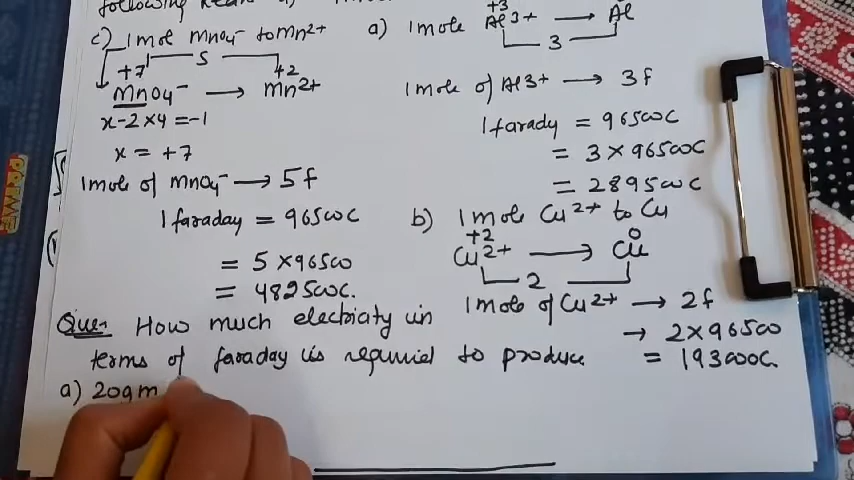 following
c) 1 mol MnO4- to Mn2+
5
+7 +2
MnO4- → Mn2+
x-2×4 = -1
x = +7
1 mole of MnO4- → 5f
1 faraday = 96500C
= 5×96500
= 482500C.
a) 1 mole Al3+ → Al
+3
3
1 mole of Al3+ → 3f
1 farady = 96500C
= 3×96500C
= 289500C
b) 1 mole Cu2+ to Cu
+2 0
Cu2+ → Cu
2
1 mole of Cu2+ → 2f
→ 2×96500
= 193000C.
Que- How much electricity in
terms of faraday is required to produce
a) 20gm